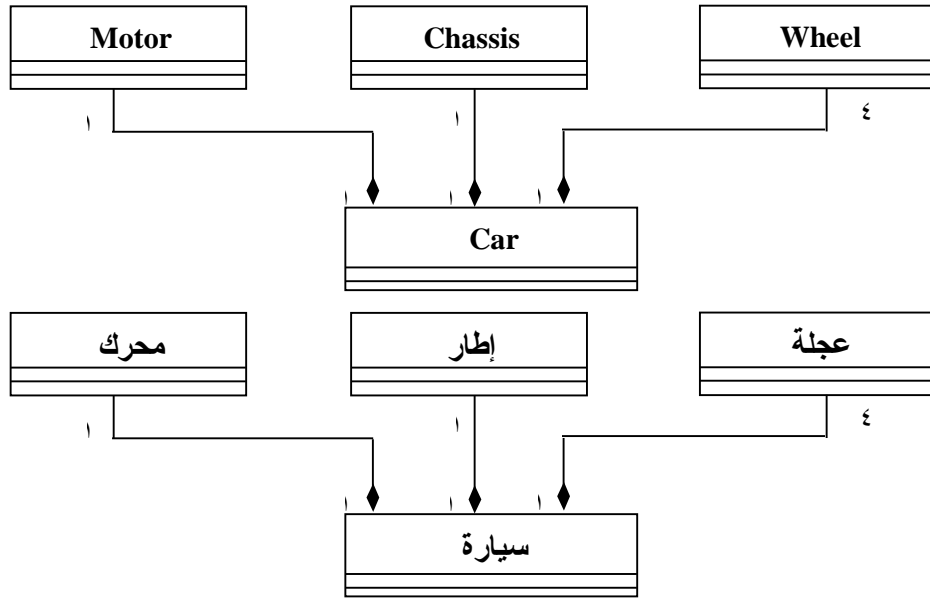 Motor Chassis Wheel
١ ١ ٤
١ ١ ١
Car
محرك إطار عجلة
١ ١ ٤
١ ١ ١
سيارة